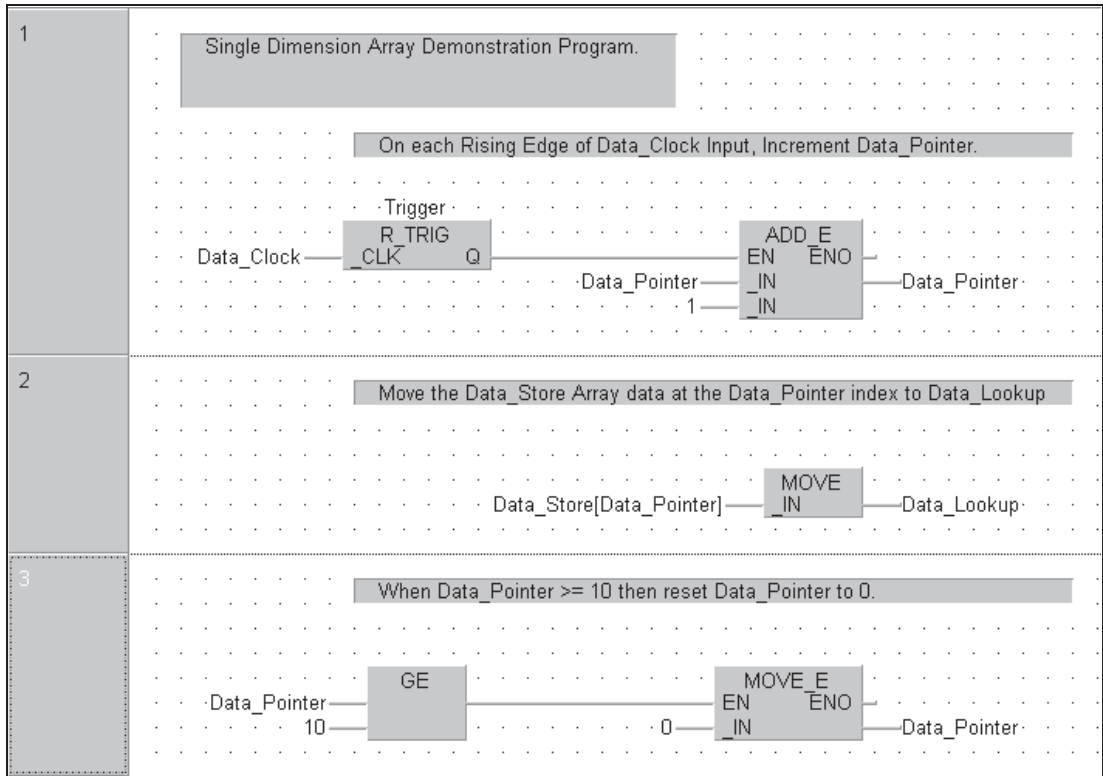 1
Single Dimension Array Demonstration Program.
On each Rising Edge of Data_Clock Input, Increment Data_Pointer.
Trigger
R_TRIG
ADD_E
Data_Clock
_CLK Q
EN ENO
Data_Pointer
_IN
Data_Pointer
1
_IN
2
Move the Data_Store Array data at the Data_Pointer index to Data_Lookup
MOVE
Data_Store[Data_Pointer]
_IN
Data_Lookup
3
When Data_Pointer >= 10 then reset Data_Pointer to 0.
GE
MOVE_E
Data_Pointer
EN ENO
10
0
_IN
Data_Pointer